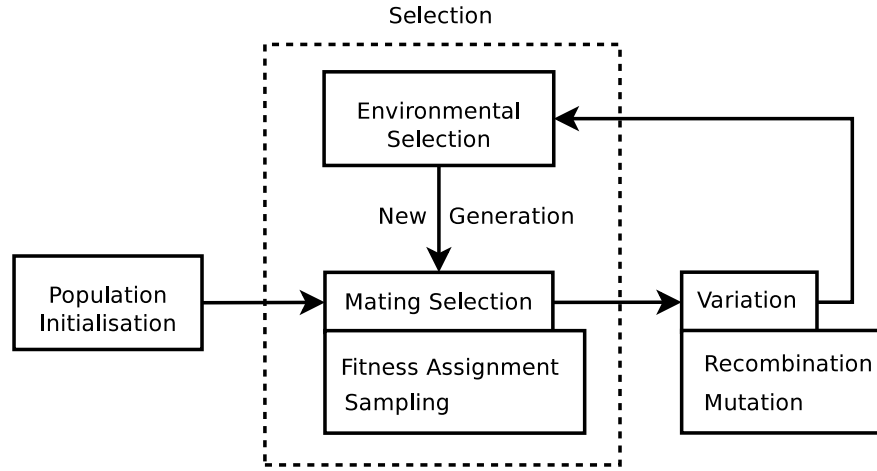 Selection
Environmental
Selection
New Generation
Population
Initialisation
Mating Selection
Fitness Assignment
Sampling
Variation
Recombination
Mutation